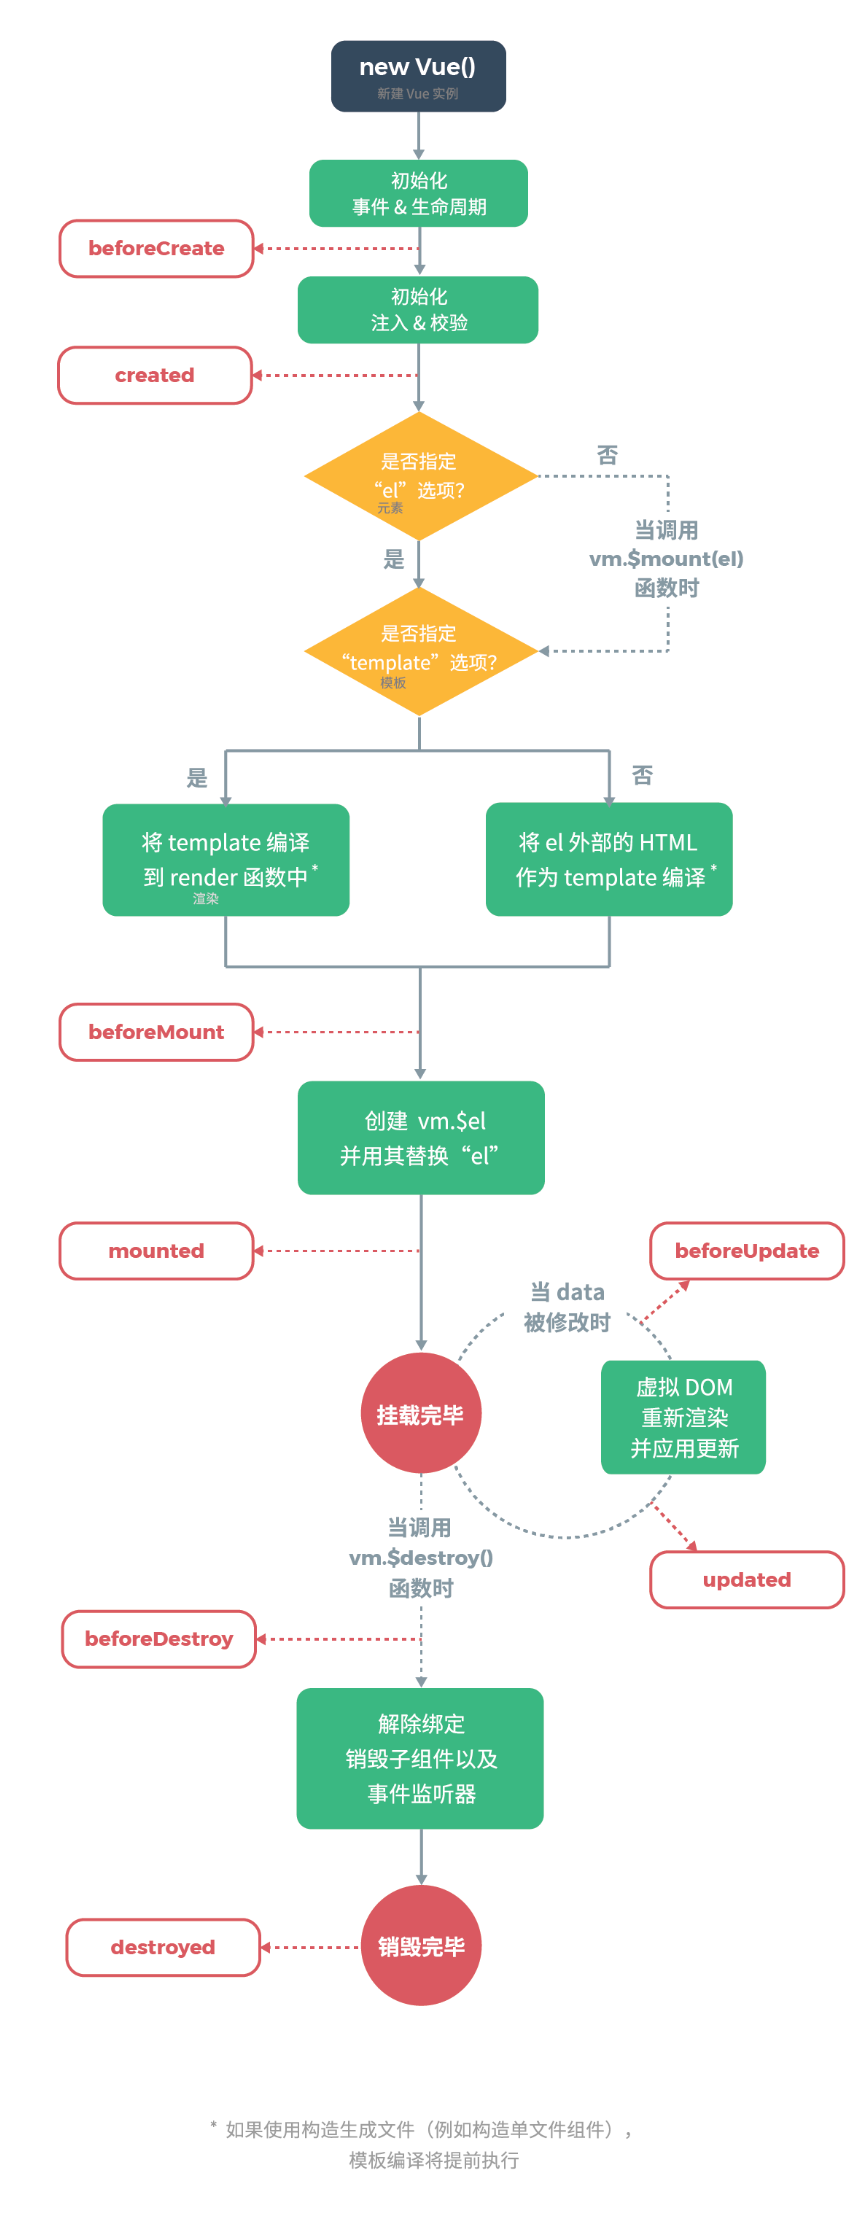 new Vue()
新建 Vue 实例
初始化
事件 & 生命周期
beforeCreate
初始化
注入 & 校验
created
是否指定
“el”选项？
元素
否
当调用
vm.$mount(el)
函数时
是
是否指定
“template”选项？
模板
是
否
将 template 编译
到 render 函数中*
渲染
将 el 外部的 HTML
作为 template 编译*
beforeMount
创建 vm.$el
并用其替换“el”
mounted
beforeUpdate
当 data
被修改时
挂载完毕
虚拟 DOM
重新渲染
并应用更新
当调用
vm.$destroy()
函数时
updated
beforeDestroy
解除绑定
销毁子组件以及
事件监听器
销毁完毕
destroyed
* 如果使用构造生成文件（例如构造单文件组件），
模板编译将提前执行